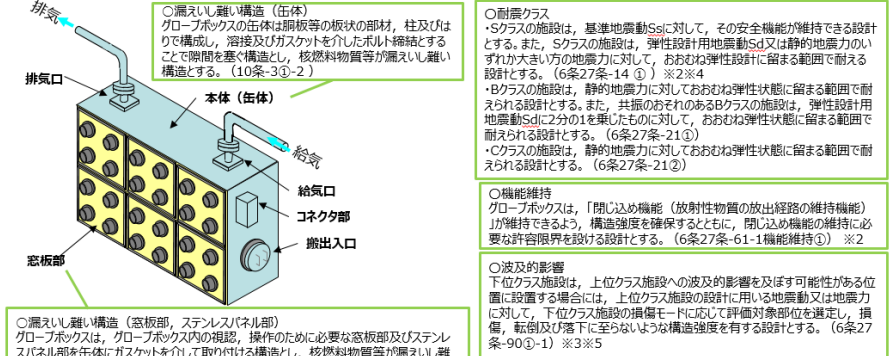 排気
○漏えいし難い構造（缶体）
グローブボックスの缶体は胴板等の板状の部材，柱及びは
りで構成し，溶接及びガスケットを介したボルト締結とする
ことで隙間を塞ぐ構造とし，核燃料物質等が漏えいし難い
構造とする。（10条-3①-2 ）
排気口
本体（缶体）
給気
給気口
コネクタ部
搬出入口
窓板部
○漏えいし難い構造（窓板部，ステンレスパネル部）
グローブボックスは，グローブボックス内の視認，操作のために必要な窓板部及びステンレ
スパネル部を缶体にガスケットを介して取り付ける構造とし，核燃料物質等が漏えいし難
○耐震クラス
・Sクラスの施設は，基準地震動Ssに対して，その安全機能が維持できる設計
とする。また，Sクラスの施設は，弾性設計用地震動Sd又は静的地震力のい
ずれか大きい方の地震力に対して，おおむね弾性設計に留まる範囲で耐える
設計とする。（6条27条-14 ① ）※2※4
・Bクラスの施設は，静的地震力に対しておおむね弾性状態に留まる範囲で耐
えられる設計とする。また，共振のおそれのあるBクラスの施設は，弾性設計用
地震動Sdに2分の1を乗じたものに対して，おおむね弾性状態に留まる範囲で
耐えられる設計とする。（6条27条-21①）
・Cクラスの施設は，静的地震力に対しておおむね弾性状態に留まる範囲で耐
えられる設計とする。（6条27条-21②）
○機能維持
グローブボックスは，「閉じ込め機能（放射性物質の放出経路の維持機能）
」が維持できるよう，構造強度を確保するとともに，閉じ込め機能の維持に必
要な許容限界を設ける設計とする。（6条27条-61-1機能維持①） ※2
○波及的影響
下位クラス施設は，上位クラス施設への波及的影響を及ぼす可能性がある位
置に設置する場合には，上位クラス施設の設計に用いる地震動又は地震力
に対して，下位クラス施設の損傷モードに応じて評価対象部位を選定し，損
傷，転倒及び落下に至らないような構造強度を有する設計とする。（6条27
条-90①-1）※3※5